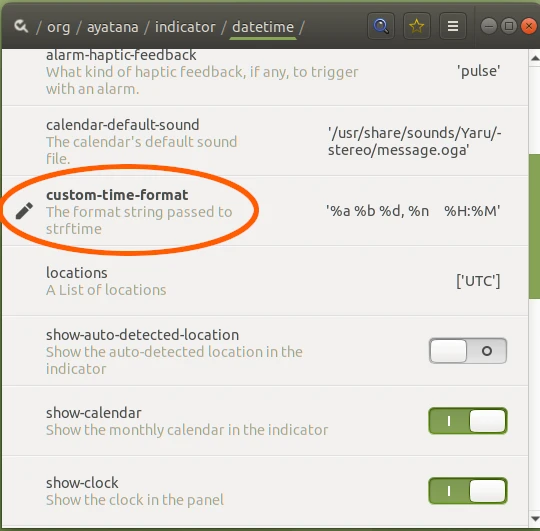 / org / ayatana / indicator / datetime /
alarm-haptic-feedback
What kind of haptic feedback, if any, to trigger
with an alarm.
'pulse'
calendar-default-sound
The calendar's default sound
file.
'/usr/share/sounds/Yaru/-
stereo/message.oga'
custom-time-format
The format string passed to
strftime
'%a %b %d, %n    %H:%M'
locations
A List of locations
['UTC']
show-auto-detected-location
Show the auto-detected location in the
indicator
show-calendar
Show the monthly calendar in the indicator
show-clock
Show the clock in the panel